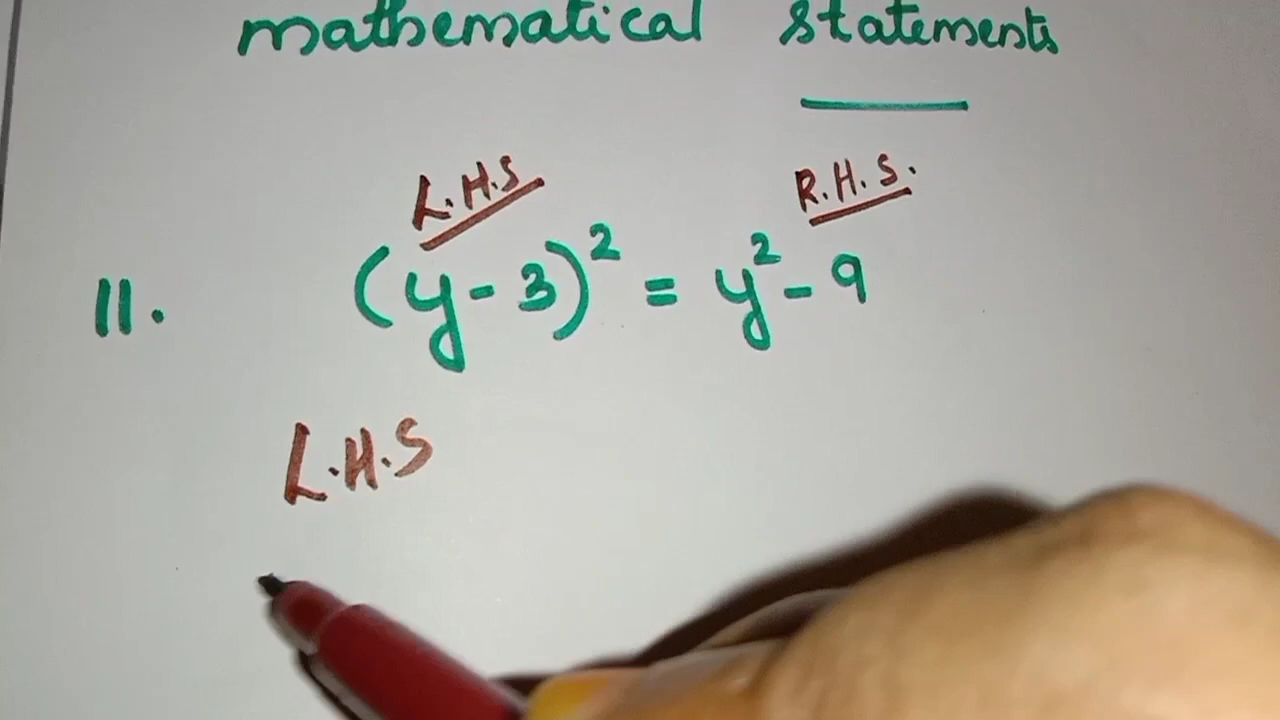 mathematical statements
L.H.S R.H.S.
11. (y-3)² = y²-9
L.H.S